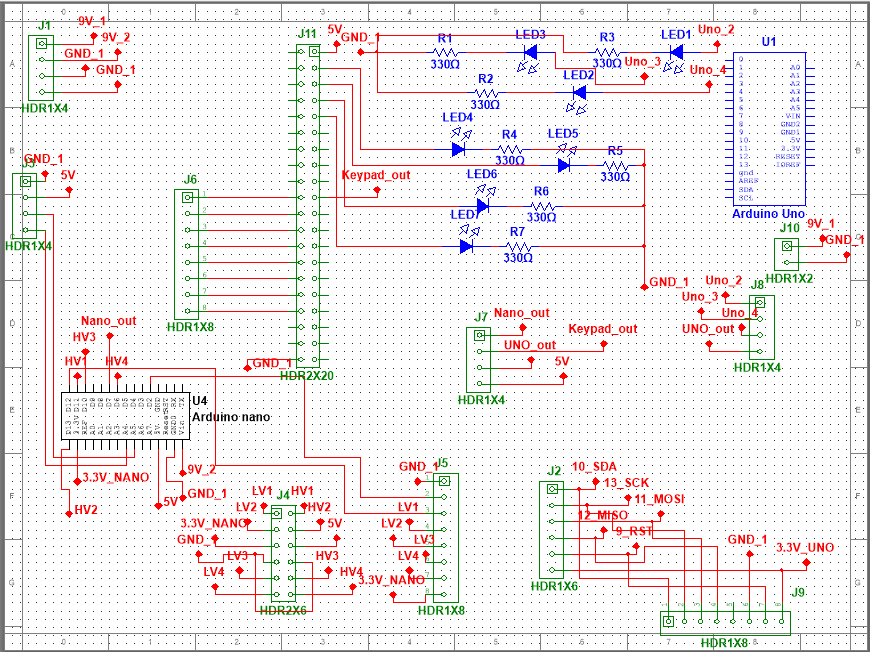 J1
9V_1
9V_2
GND_1
GND_1
HDR1X4
J11
5V
GND_1
R1
330Ω
LED3
R3
330Ω
LED1
Uno_2
Uno_3
R2
330Ω
LED2
Uno_4
U1
Arduino Uno
LED4
R4
330Ω
LED5
R5
330Ω
LED6
R6
330Ω
LED7
R7
330Ω
GND_1
GND_1
5V
HDR1X4
J6
HDR1X8
Keypad_out
J10
9V_1
GND_1
HDR1X2
J8
Uno_2
Uno_3
Uno_4
UNO_out
HDR1X4
J7
Nano_out
Keypad_out
UNO_out
5V
HDR1X4
GND_1
HDR2X20
Nano_out
HV3
HV1
HV4
U4
Arduino nano
3.3V_NANO
9V_2
GND_1
5V
HV2
J4
LV1
HV1
LV2
HV2
3.3V_NANO
5V
GND_
LV3
HV3
LV4
HV4
HDR2X6
J5
GND_1
LV1
LV2
LV3
LV4
3.3V_NANO
HDR1X8
J2
10_SDA
13_SCK
11_MOSI
12_MISO
9_RST
HDR1X6
GND_1
3.3V_UNO
J9
HDR1X8